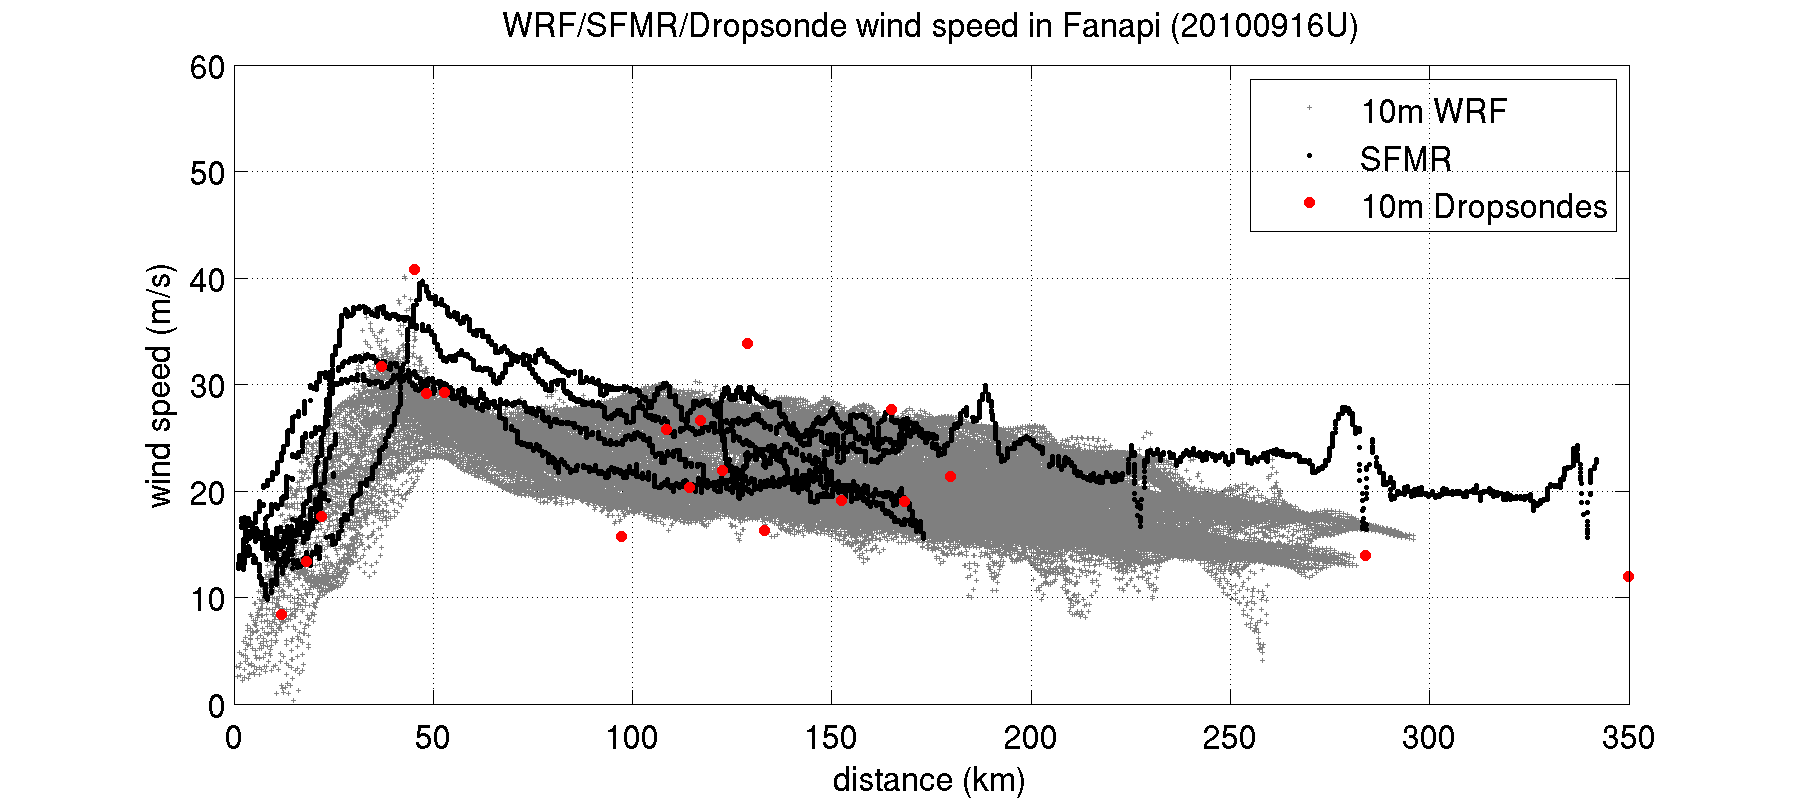 WRF/SFMR/Dropsonde wind speed in Fanapi (20100916U)
60
50
40
30
20
10
0
wind speed (m/s)
10m WRF
SFMR
10m Dropsondes
0 50 100 150 200 250 300 350
distance (km)